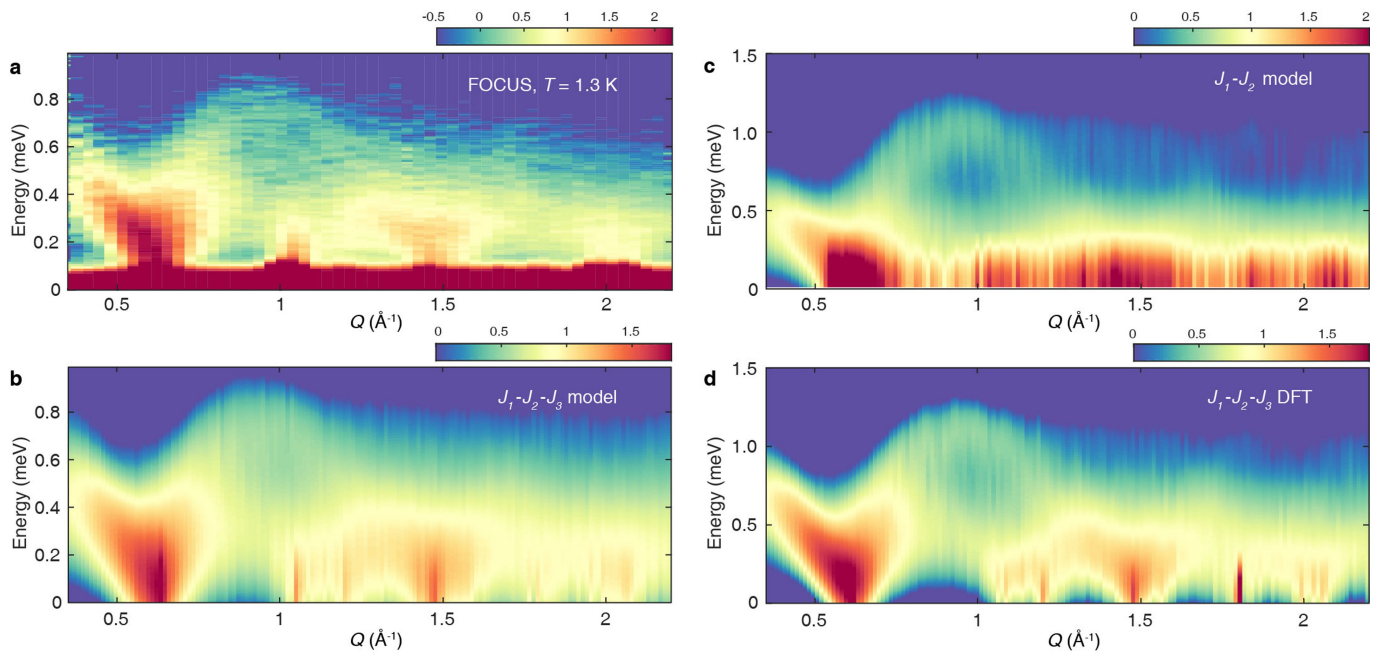 -0.5 0 0.5 1 1.5 2
a
FOCUS, T = 1.3 K
Energy (meV)
0.8
0.6
0.4
0.2
0
0.5 1 1.5 2
Q (Å-1)
0 0.5 1 1.5
b
J1-J2-J3 model
Energy (meV)
0.8
0.6
0.4
0.2
0
0.5 1 1.5 2
Q (Å-1)
0 0.5 1 1.5 2
c
J1-J2 model
Energy (meV)
1.5
1.0
0.5
0
0.5 1 1.5 2
Q (Å-1)
0 0.5 1 1.5
d
J1-J2-J3 DFT
Energy (meV)
1.5
1.0
0.5
0
0.5 1 1.5 2
Q (Å-1)